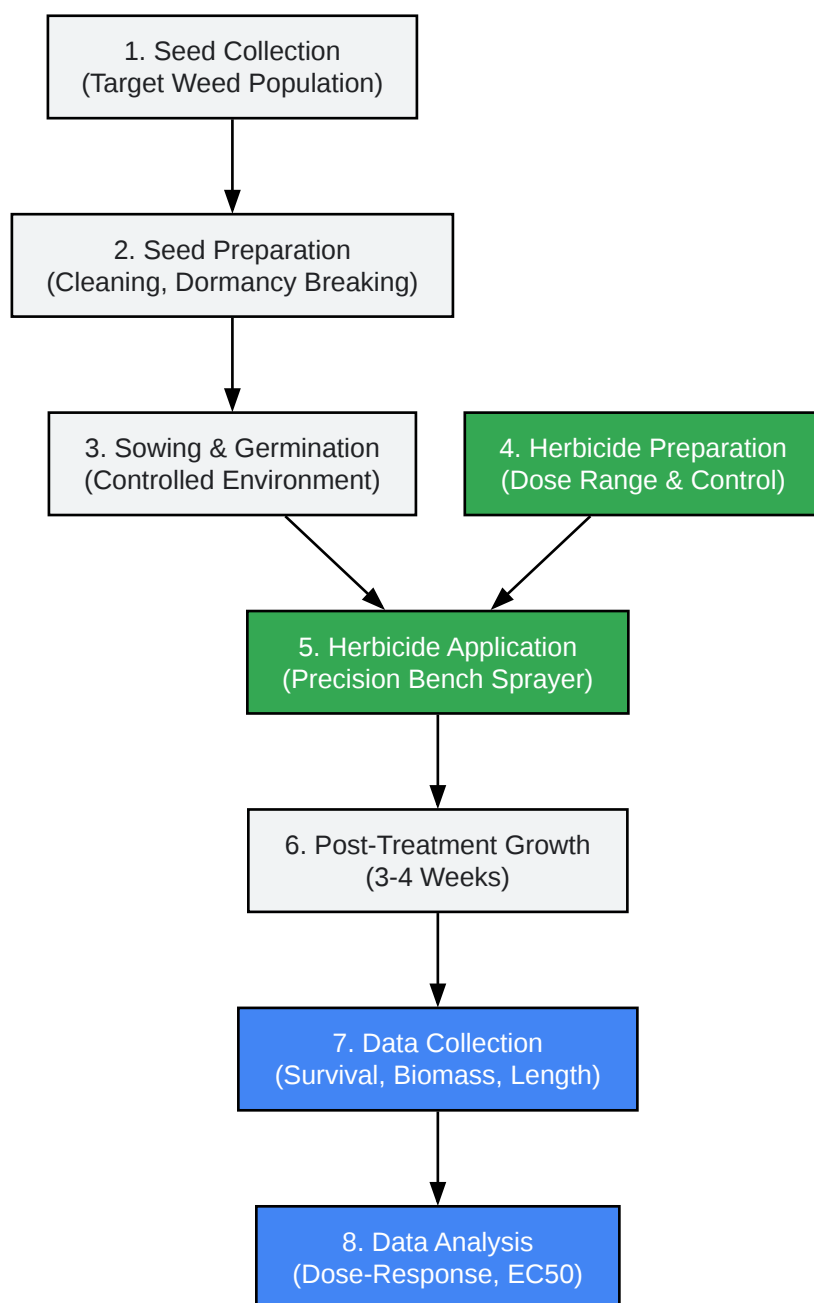 1. Seed Collection
(Target Weed Population)
2. Seed Preparation
(Cleaning, Dormancy Breaking)
3. Sowing & Germination
(Controlled Environment)
4. Herbicide Preparation
(Dose Range & Control)
5. Herbicide Application
(Precision Bench Sprayer)
6. Post-Treatment Growth
(3-4 Weeks)
7. Data Collection
(Survival, Biomass, Length)
8. Data Analysis
(Dose-Response, EC50)